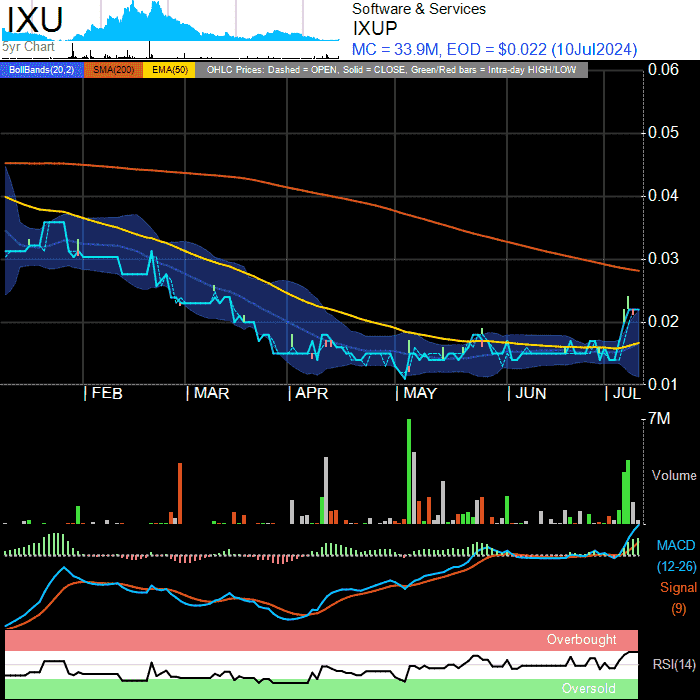 IXU
5yr Chart
Software & Services
IXUP
MC = 33.9M, EOD = $0.022 (10Jul2024)
BollBands(20,2) SMA(200) EMA(50) OHLC Prices: Dashed = OPEN, Solid = CLOSE, Green/Red bars = Intra-day HIGH/LOW
0.06
0.05
0.04
0.03
0.02
0.01
| FEB | MAR | APR | MAY | JUN | JUL
7M
Volume
MACD
(12-26)
Signal
(9)
Overbought
RSI(14)
Oversold